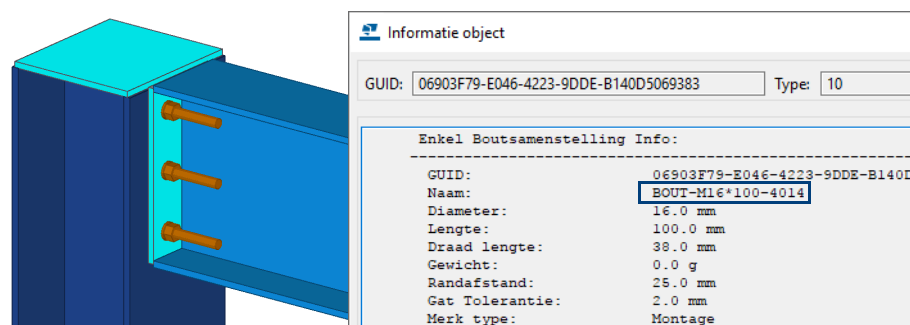 Informatie object
GUID: 06903F79-E046-4223-9DDE-B140D5069383 Type: 10
Enkel Boutsamenstelling Info:
GUID: 06903F79-E046-4223-9DDE-B140D
Naam: BOUT-M16*100-4014
Diameter: 16.0 mm
Lengte: 100.0 mm
Draad lengte: 38.0 mm
Gewicht: 0.0 g
Randafstand: 25.0 mm
Gat Tolerantie: 2.0 mm
Merk type: Montage